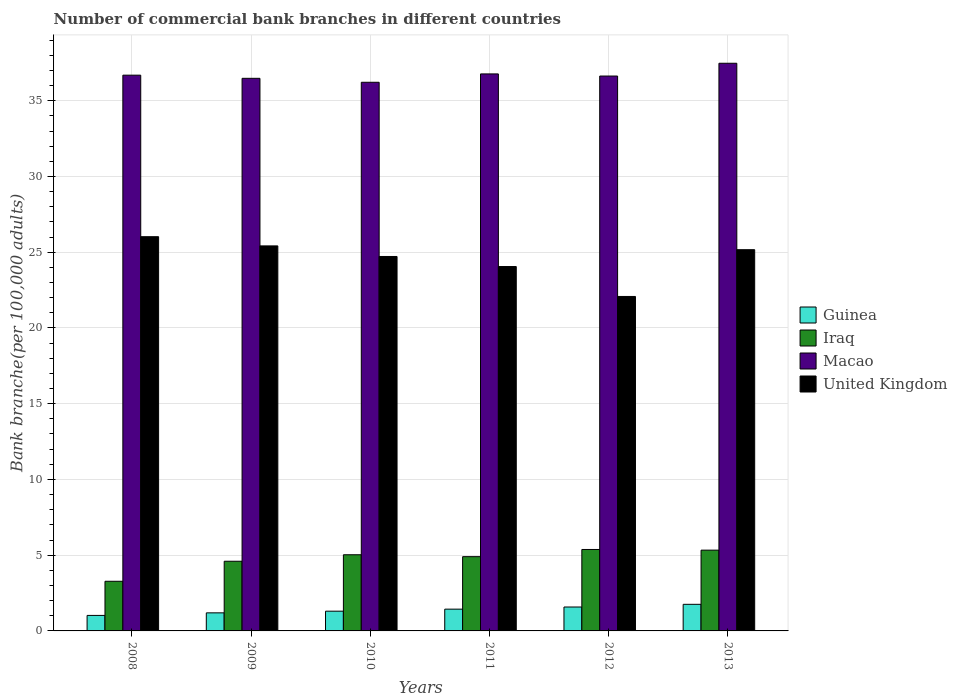 Number of commercial bank branches in different countries
Bank branche(per 100,000 adults)
35
30
25
20
15
10
5
0
2008
2009
2010
2011
2012
2013
Years
Guinea
Iraq
Macao
United Kingdom